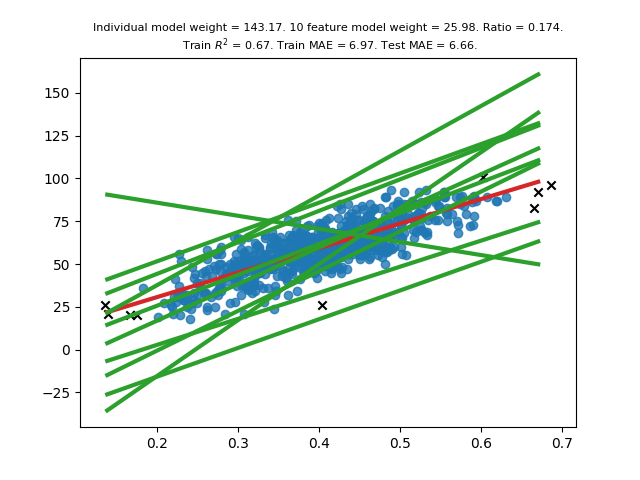 Individual model weight = 143.17. 10 feature model weight = 25.98. Ratio = 0.174.
Train R² = 0.67. Train MAE = 6.97. Test MAE = 6.66.
150
125
100
75
50
25
0
−25
0.2 0.3 0.4 0.5 0.6 0.7